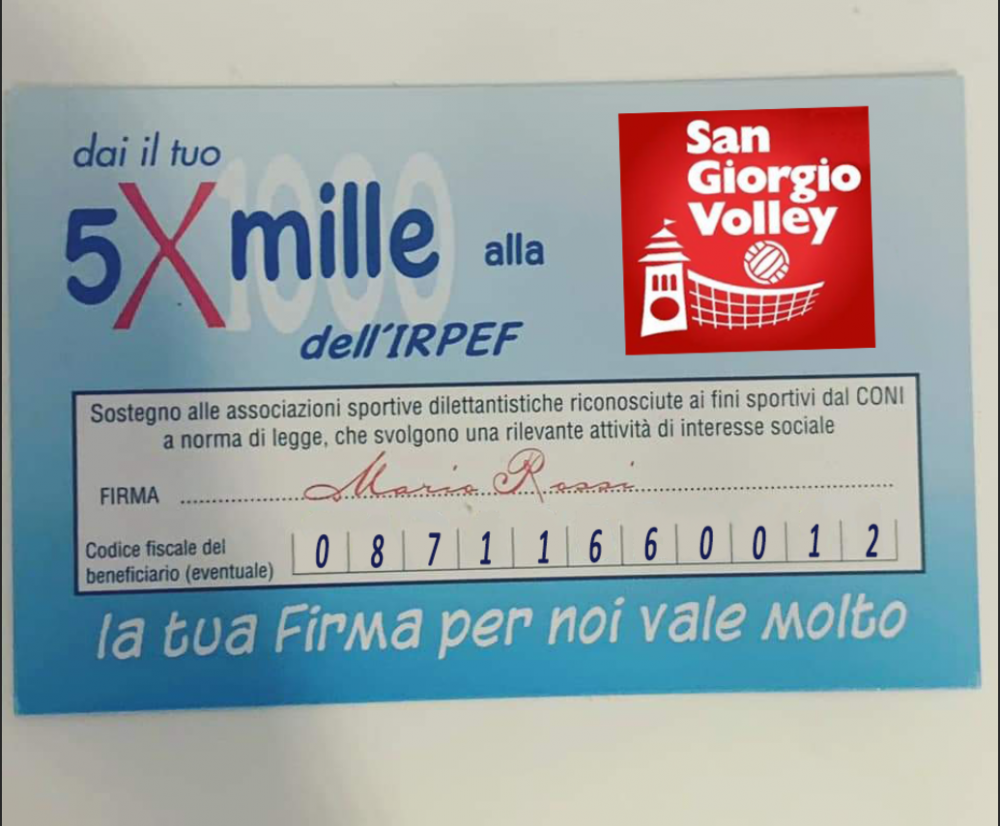 dai il tuo
5X1000 mille alla
dell'IRPEF
San
Giorgio
Volley
Sostegno alle associazioni sportive dilettantistiche riconosciute ai fini sportivi dal CONI
a norma di legge, che svolgono una rilevante attività di interesse sociale
FIRMA Mario Rossi
Codice fiscale del
beneficiario (eventuale) 0 8 7 1 1 6 6 0 0 1 2
la tua Firma per noi vale molto